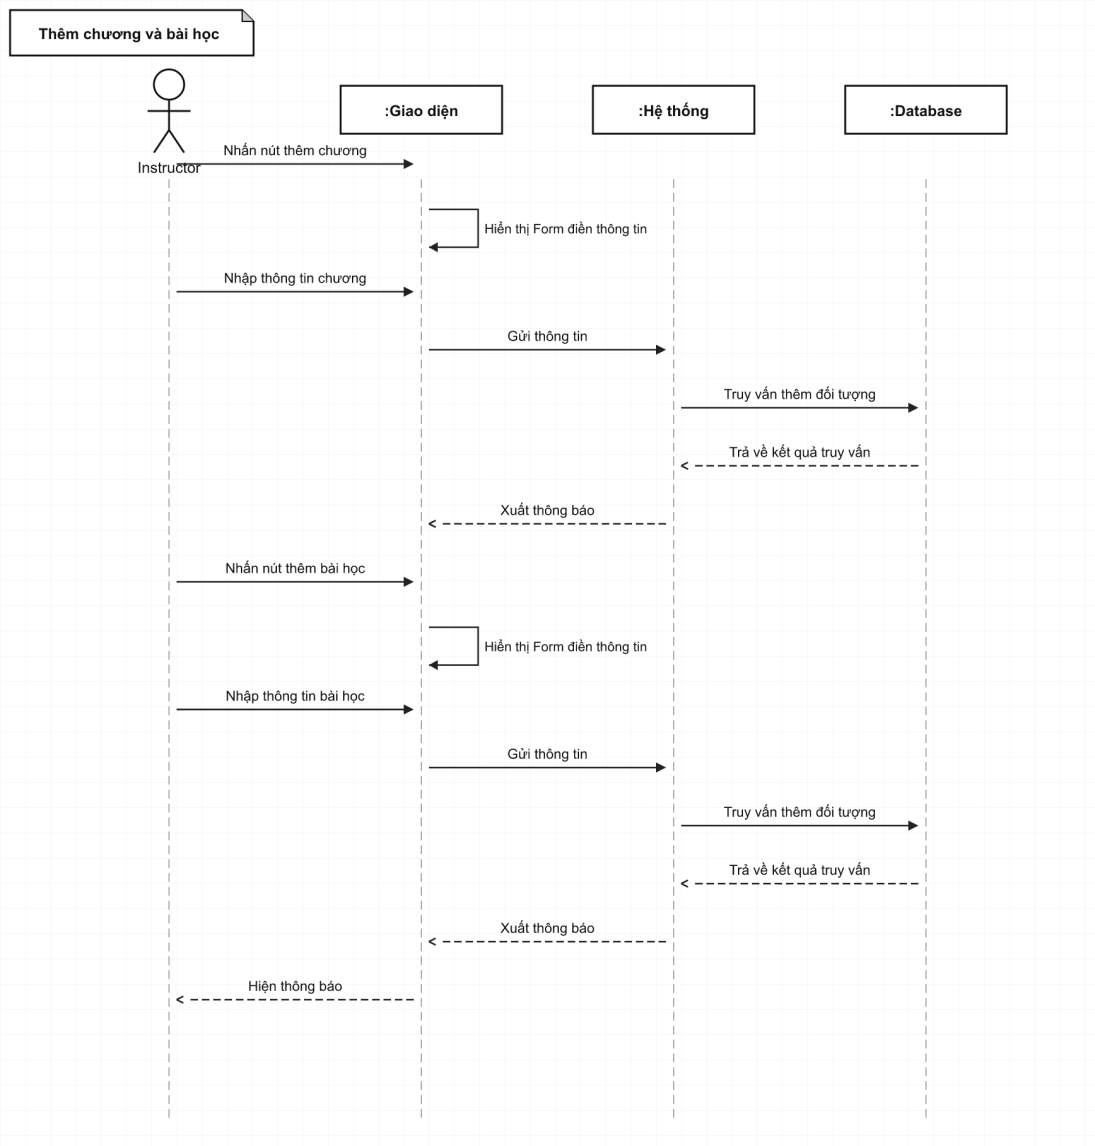 Thêm chương và bài học
:Giao diện
:Hệ thống
:Database
Instructor
Nhấn nút thêm chương
Hiển thị Form điền thông tin
Nhập thông tin chương
Gửi thông tin
Truy vấn thêm đối tượng
Trả về kết quả truy vấn
Xuất thông báo
Nhấn nút thêm bài học
Hiển thị Form điền thông tin
Nhập thông tin bài học
Gửi thông tin
Truy vấn thêm đối tượng
Trả về kết quả truy vấn
Xuất thông báo
Hiện thông báo